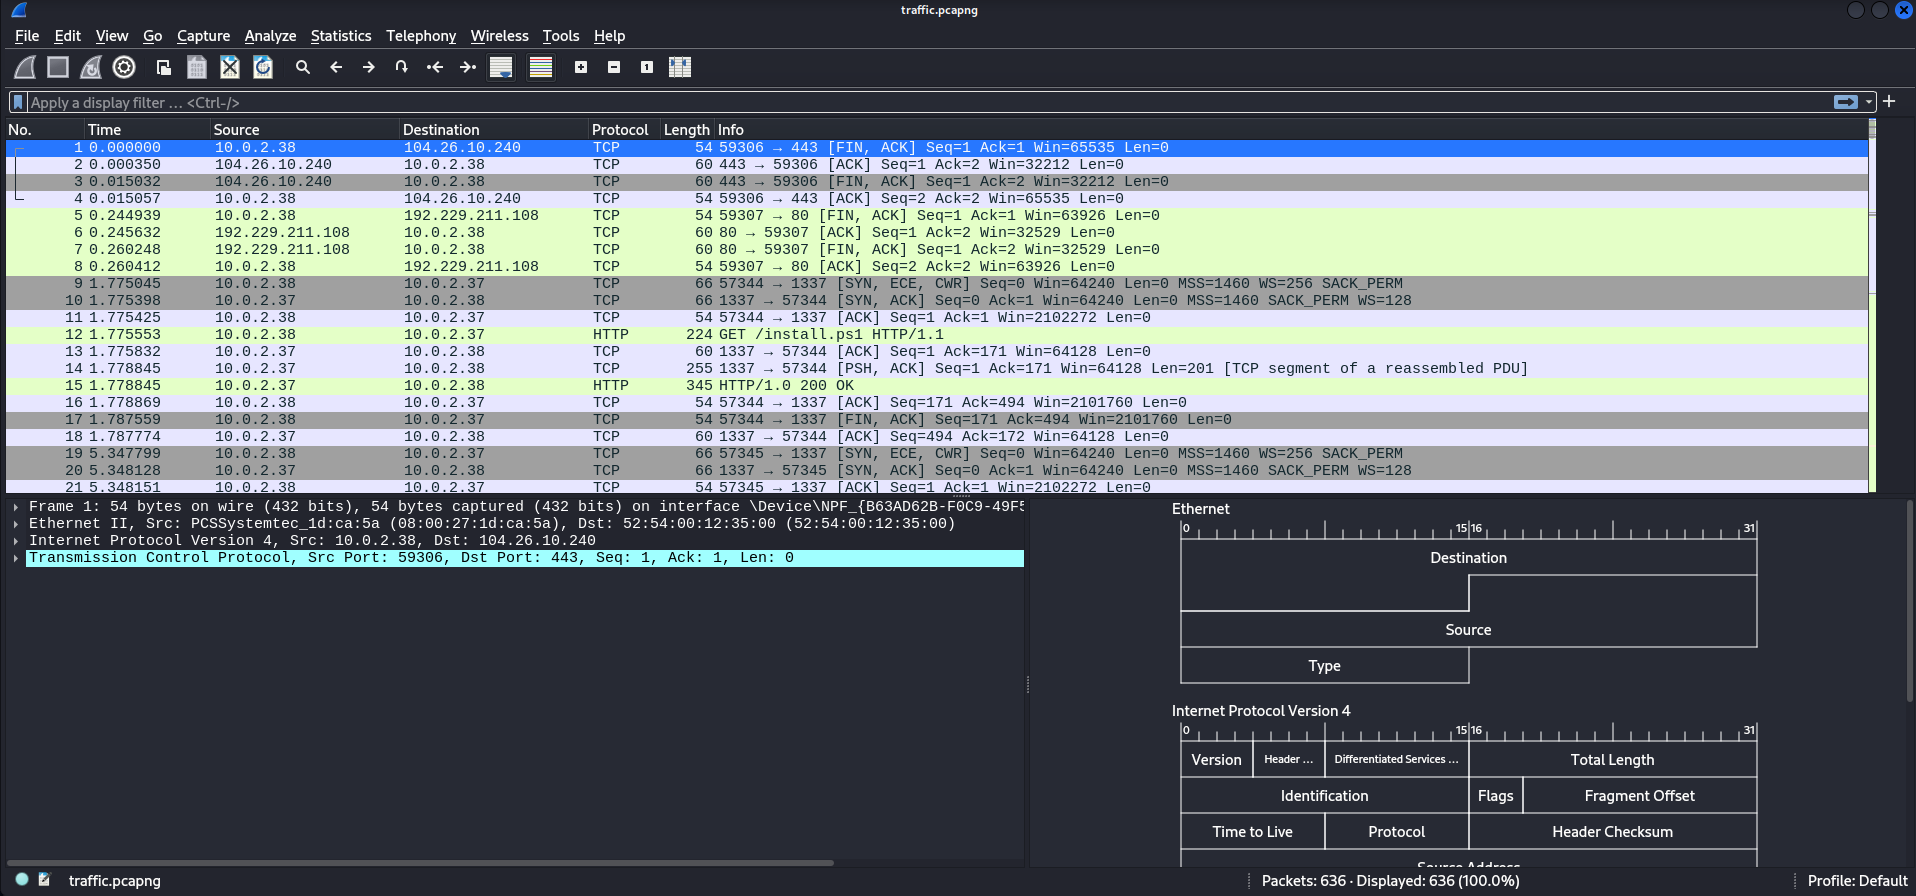 traffic.pcapng
File Edit View Go Capture Analyze Statistics Telephony Wireless Tools Help
Apply a display filter … <Ctrl-/>
No. Time Source Destination Protocol Length Info
1 0.000000 10.0.2.38 104.26.10.240 TCP 54 59306 → 443 [FIN, ACK] Seq=1 Ack=1 Win=65535 Len=0
2 0.000350 104.26.10.240 10.0.2.38 TCP 60 443 → 59306 [ACK] Seq=1 Ack=2 Win=32212 Len=0
3 0.015032 104.26.10.240 10.0.2.38 TCP 60 443 → 59306 [FIN, ACK] Seq=1 Ack=2 Win=32212 Len=0
4 0.015057 10.0.2.38 104.26.10.240 TCP 54 59306 → 443 [ACK] Seq=2 Ack=2 Win=65535 Len=0
5 0.244939 10.0.2.38 192.229.211.108 TCP 54 59307 → 80 [FIN, ACK] Seq=1 Ack=1 Win=63926 Len=0
6 0.245632 192.229.211.108 10.0.2.38 TCP 60 80 → 59307 [ACK] Seq=1 Ack=2 Win=32529 Len=0
7 0.260248 192.229.211.108 10.0.2.38 TCP 60 80 → 59307 [FIN, ACK] Seq=1 Ack=2 Win=32529 Len=0
8 0.260412 10.0.2.38 192.229.211.108 TCP 54 59307 → 80 [ACK] Seq=2 Ack=2 Win=63926 Len=0
9 1.775045 10.0.2.38 10.0.2.37 TCP 66 57344 → 1337 [SYN, ECE, CWR] Seq=0 Win=64240 Len=0 MSS=1460 WS=256 SACK_PERM
10 1.775398 10.0.2.37 10.0.2.38 TCP 66 1337 → 57344 [SYN, ACK] Seq=0 Ack=1 Win=64240 Len=0 MSS=1460 SACK_PERM WS=128
11 1.775425 10.0.2.38 10.0.2.37 TCP 54 57344 → 1337 [ACK] Seq=1 Ack=1 Win=2102272 Len=0
12 1.775553 10.0.2.38 10.0.2.37 HTTP 224 GET /install.ps1 HTTP/1.1
13 1.775832 10.0.2.37 10.0.2.38 TCP 60 1337 → 57344 [ACK] Seq=1 Ack=171 Win=64128 Len=0
14 1.778845 10.0.2.37 10.0.2.38 TCP 255 1337 → 57344 [PSH, ACK] Seq=1 Ack=171 Win=64128 Len=201 [TCP segment of a reassembled PDU]
15 1.778845 10.0.2.37 10.0.2.38 HTTP 345 HTTP/1.0 200 OK
16 1.778869 10.0.2.38 10.0.2.37 TCP 54 57344 → 1337 [ACK] Seq=171 Ack=494 Win=2101760 Len=0
17 1.787559 10.0.2.38 10.0.2.37 TCP 54 57344 → 1337 [FIN, ACK] Seq=171 Ack=494 Win=2101760 Len=0
18 1.787774 10.0.2.37 10.0.2.38 TCP 60 1337 → 57344 [ACK] Seq=494 Ack=172 Win=64128 Len=0
19 5.347799 10.0.2.38 10.0.2.37 TCP 66 57345 → 1337 [SYN, ECE, CWR] Seq=0 Win=64240 Len=0 MSS=1460 WS=256 SACK_PERM
20 5.348128 10.0.2.37 10.0.2.38 TCP 66 1337 → 57345 [SYN, ACK] Seq=0 Ack=1 Win=64240 Len=0 MSS=1460 SACK_PERM WS=128
21 5.348151 10.0.2.38 10.0.2.37 TCP 54 57345 → 1337 [ACK] Seq=1 Ack=1 Win=2102272 Len=0
Frame 1: 54 bytes on wire (432 bits), 54 bytes captured (432 bits) on interface \Device\NPF_{B63AD62B-F0C9-49F5
Ethernet II, Src: PCSSystemtec_1d:ca:5a (08:00:27:1d:ca:5a), Dst: 52:54:00:12:35:00 (52:54:00:12:35:00)
Internet Protocol Version 4, Src: 10.0.2.38, Dst: 104.26.10.240
Transmission Control Protocol, Src Port: 59306, Dst Port: 443, Seq: 1, Ack: 1, Len: 0
Ethernet
0 15 16 31
Destination
Source
Type
Internet Protocol Version 4
0 15 16 31
Version Header ... Differentiated Services ... Total Length
Identification Flags Fragment Offset
Time to Live Protocol Header Checksum
Source Address
traffic.pcapng Packets: 636 · Displayed: 636 (100.0%) Profile: Default